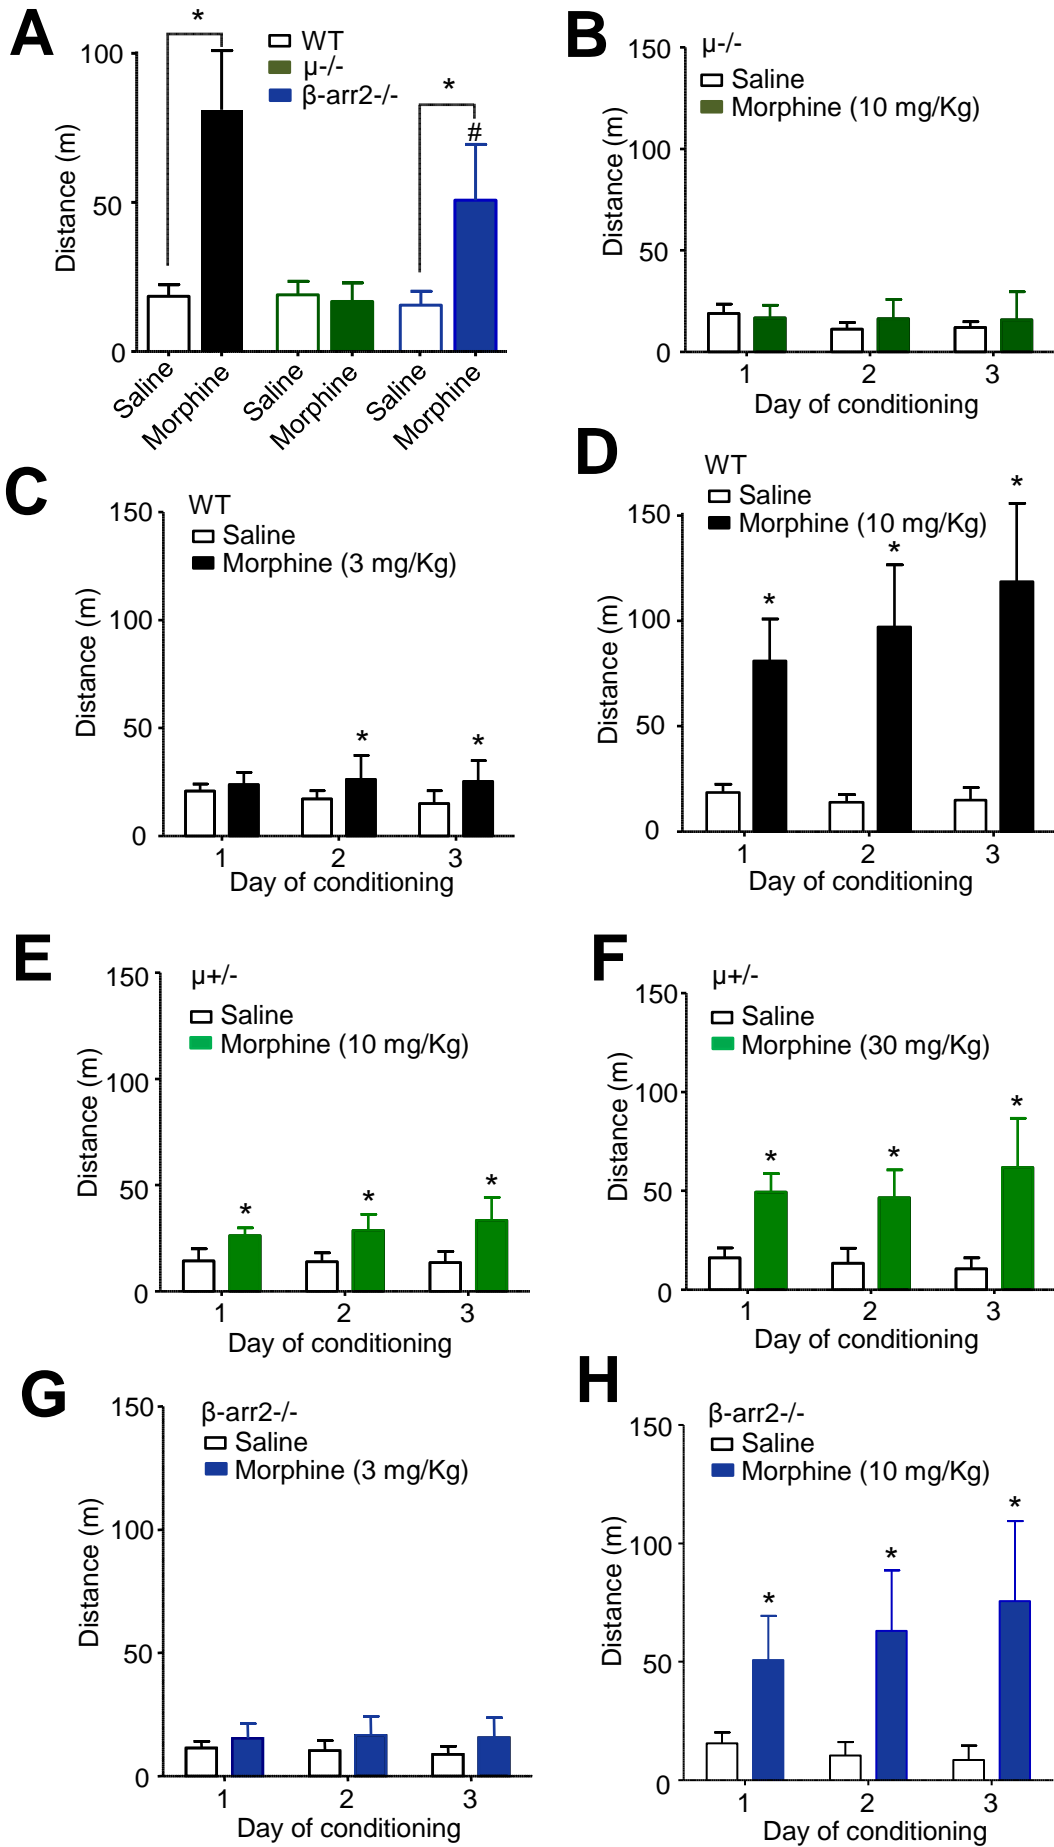 A
*
100
WT
μ-/-
β-arr2-/-
*
#
Distance (m)
50
0
Saline
Morphine
Saline
Morphine
Saline
Morphine
B
150
μ-/-
Saline
Morphine (10 mg/Kg)
100
Distance (m)
50
0
1 2 3
Day of conditioning
C
150
WT
Saline
Morphine (3 mg/Kg)
100
Distance (m)
50
* *
0
1 2 3
Day of conditioning
D
WT
Saline
150
Morphine (10 mg/Kg)
* * *
100
Distance (m)
50
0
1 2 3
Day of conditioning
E
150
μ+/-
Saline
Morphine (10 mg/Kg)
100
Distance (m)
50
* * *
0
1 2 3
Day of conditioning
F
150
μ+/-
Saline
Morphine (30 mg/Kg)
100
Distance (m)
* * *
50
0
1 2 3
Day of conditioning
G
150
β-arr2-/-
Saline
Morphine (3 mg/Kg)
100
Distance (m)
50
0
1 2 3
Day of conditioning
H
150
β-arr2-/-
Saline
Morphine (10 mg/Kg)
* * *
100
Distance (m)
50
0
1 2 3
Day of conditioning